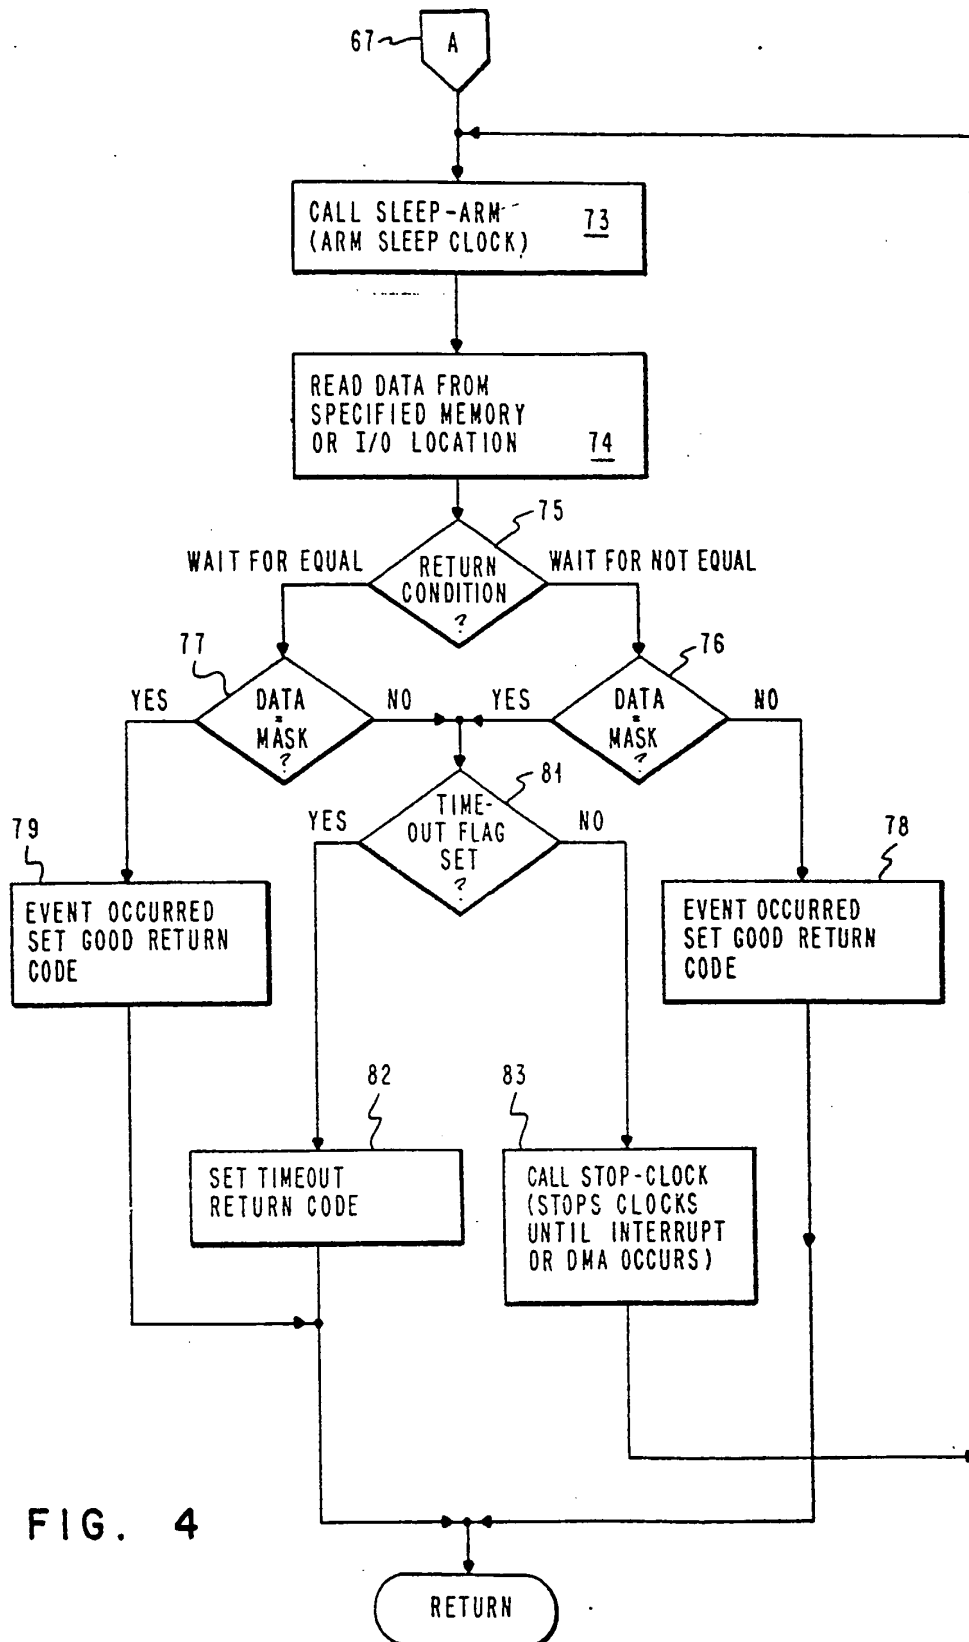 67
A
CALL SLEEP-ARM
(ARM SLEEP CLOCK)
73
READ DATA FROM
SPECIFIED MEMORY
OR I/O LOCATION
74
75
WAIT FOR EQUAL
RETURN
CONDITION
?
WAIT FOR NOT EQUAL
77
76
YES
DATA
=
MASK
?
NO
YES
DATA
=
MASK
?
NO
81
YES
TIME-
OUT FLAG
SET
?
NO
79
78
EVENT OCCURRED
SET GOOD RETURN
CODE
EVENT OCCURRED
SET GOOD RETURN
CODE
82
83
SET TIMEOUT
RETURN CODE
CALL STOP-CLOCK
(STOPS CLOCKS
UNTIL INTERRUPT
OR DMA OCCURS)
FIG. 4
RETURN